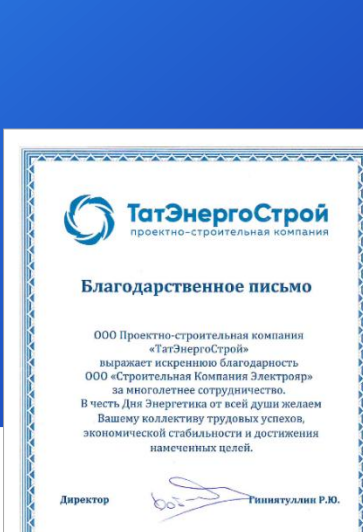 ТатЭнергоСтрой
проектно-строительная компания
Благодарственное письмо
ООО Проектно-строительная компания
«ТатЭнергоСтрой»
выражает искреннюю благодарность
ООО «Строительная Компания Электрояр»
за многолетнее сотрудничество.
В честь Дня Энергетика от всей души желаем
Вашему коллективу трудовых успехов,
экономической стабильности и достижения
намеченных целей.
Директор Гиниятуллин Р.Ю.